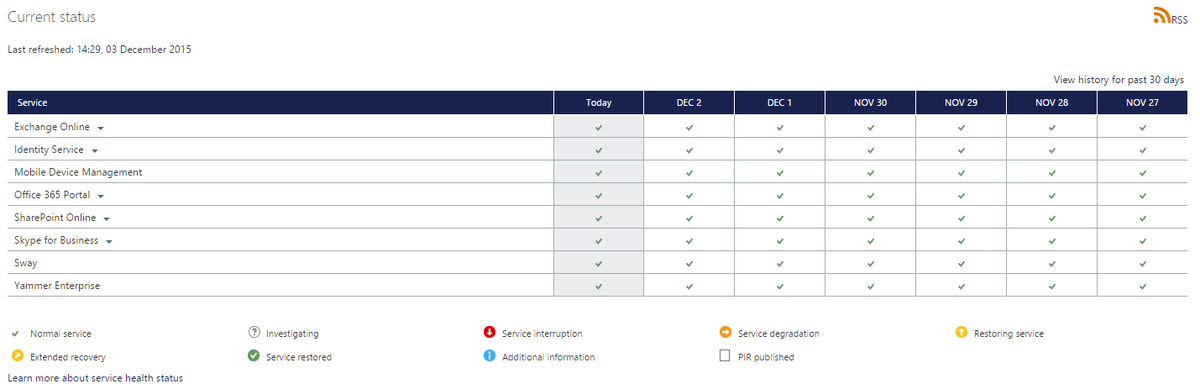 Current status
RSS
Last refreshed: 14:29, 03 December 2015
View history for past 30 days
Service Today DEC 2 DEC 1 NOV 30 NOV 29 NOV 28 NOV 27
Exchange Online
Identity Service
Mobile Device Management
Office 365 Portal
SharePoint Online
Skype for Business
Sway
Yammer Enterprise
Normal service Investigating Service interruption Service degradation Restoring service
Extended recovery Service restored Additional information PIR published
Learn more about service health status